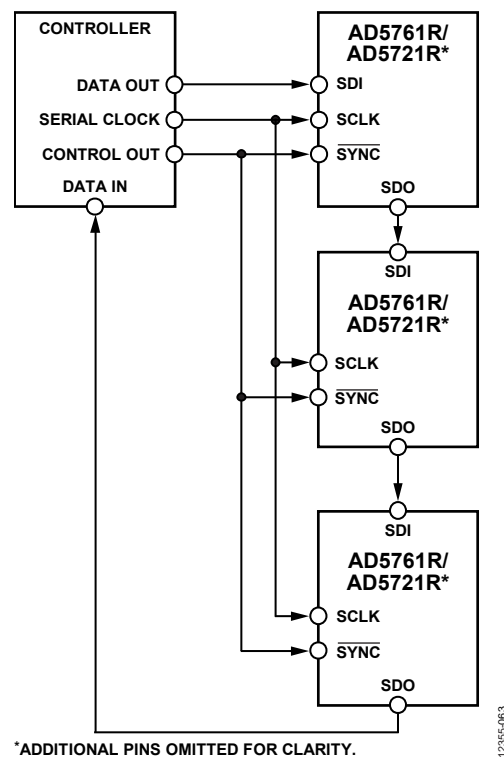 CONTROLLER
DATA OUT
SERIAL CLOCK
CONTROL OUT
DATA IN
AD5761R/
AD5721R*
SDI
SCLK
SYNC
SDO
SDI
AD5761R/
AD5721R*
SCLK
SYNC
SDO
SDI
AD5761R/
AD5721R*
SCLK
SYNC
SDO
*ADDITIONAL PINS OMITTED FOR CLARITY.
12355-063